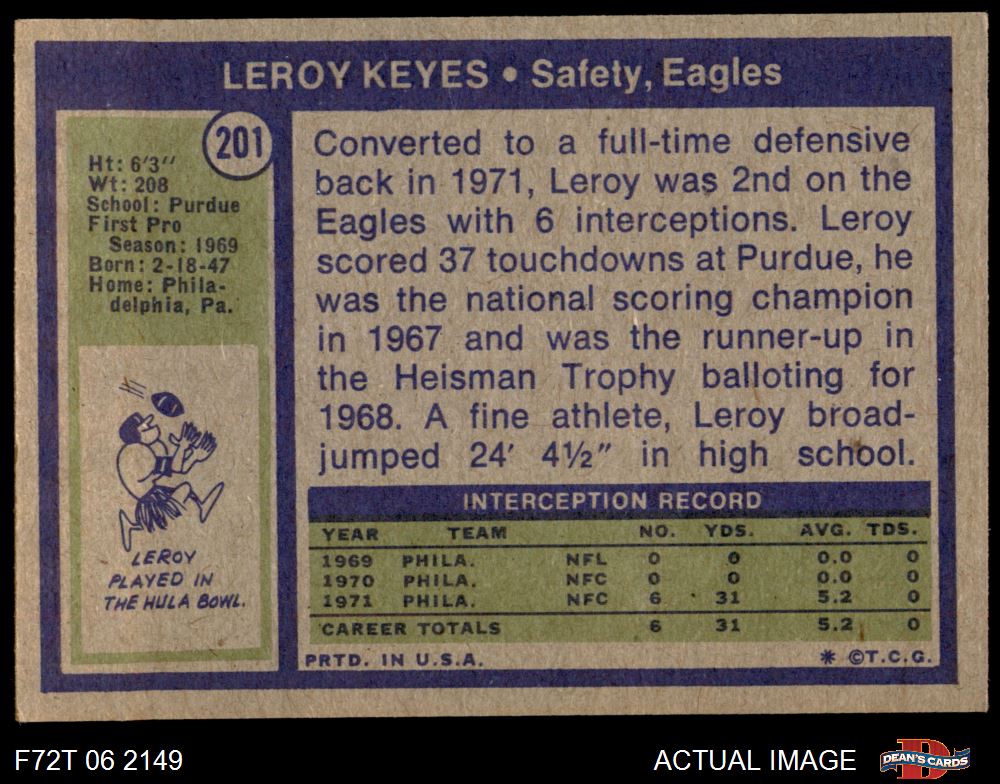 LEROY KEYES • Safety, Eagles
201
Ht: 6'3''
Wt: 208
School: Purdue
First Pro
Season: 1969
Born: 2-18-47
Home: Phila-
delphia, Pa.
LEROY
PLAYED IN
THE HULA BOWL.
Converted to a full-time defensive
back in 1971, Leroy was 2nd on the
Eagles with 6 interceptions. Leroy
scored 37 touchdowns at Purdue, he
was the national scoring champion
in 1967 and was the runner-up in
the Heisman Trophy balloting for
1968. A fine athlete, Leroy broad-
jumped 24′ 4½″ in high school.
INTERCEPTION RECORD
YEAR TEAM NO. YDS. AVG. TDS.
1969 PHILA. NFL 0 0 0.0 0
1970 PHILA. NFC 0 0 0.0 0
1971 PHILA. NFC 6 31 5.2 0
CAREER TOTALS 6 31 5.2 0
PRTD. IN U.S.A. * ©T.C.G.
F72T 06 2149 ACTUAL IMAGE D DEAN'S CARDS